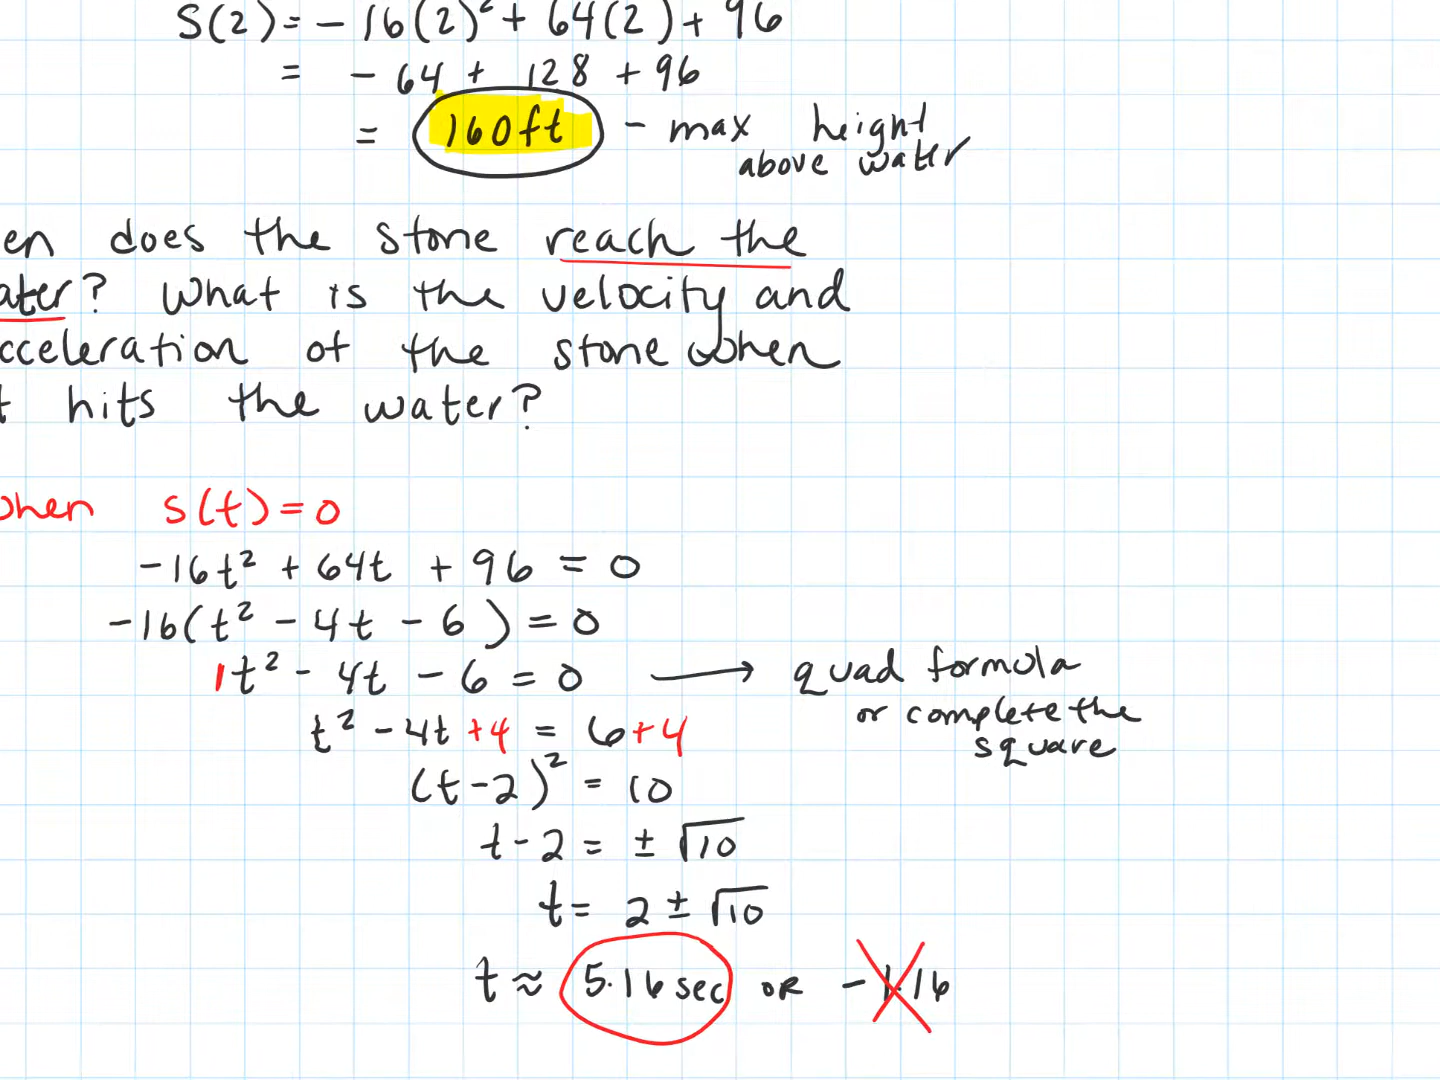 S(2) = - 16(2)² + 64(2) + 96
= - 64 + 128 + 96
= 160ft - max height
above water
en does the stone reach the
ater? What is the velocity and
cceleration of the stone when
t hits the water?
when s(t) = 0
-16t² + 64t + 96 = 0
-16(t² - 4t - 6) = 0
1t² - 4t - 6 = 0 ⟶ quad formula
or complete the
square
t² - 4t + 4 = 6 + 4
(t-2)² = 10
t - 2 = ± √10
t = 2 ± √10
t ≈ 5.16 sec OR -1.16